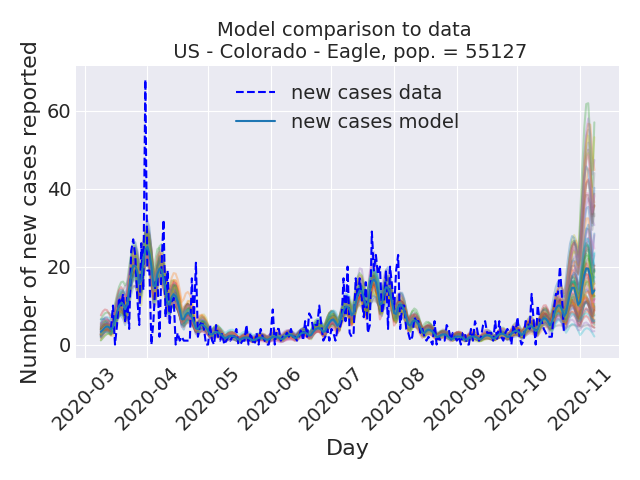 Model comparison to data
US - Colorado - Eagle, pop. = 55127
Number of new cases reported
60
40
20
0
new cases data
new cases model
2020-03
2020-04
2020-05
2020-06
2020-07
2020-08
2020-09
2020-10
2020-11
Day